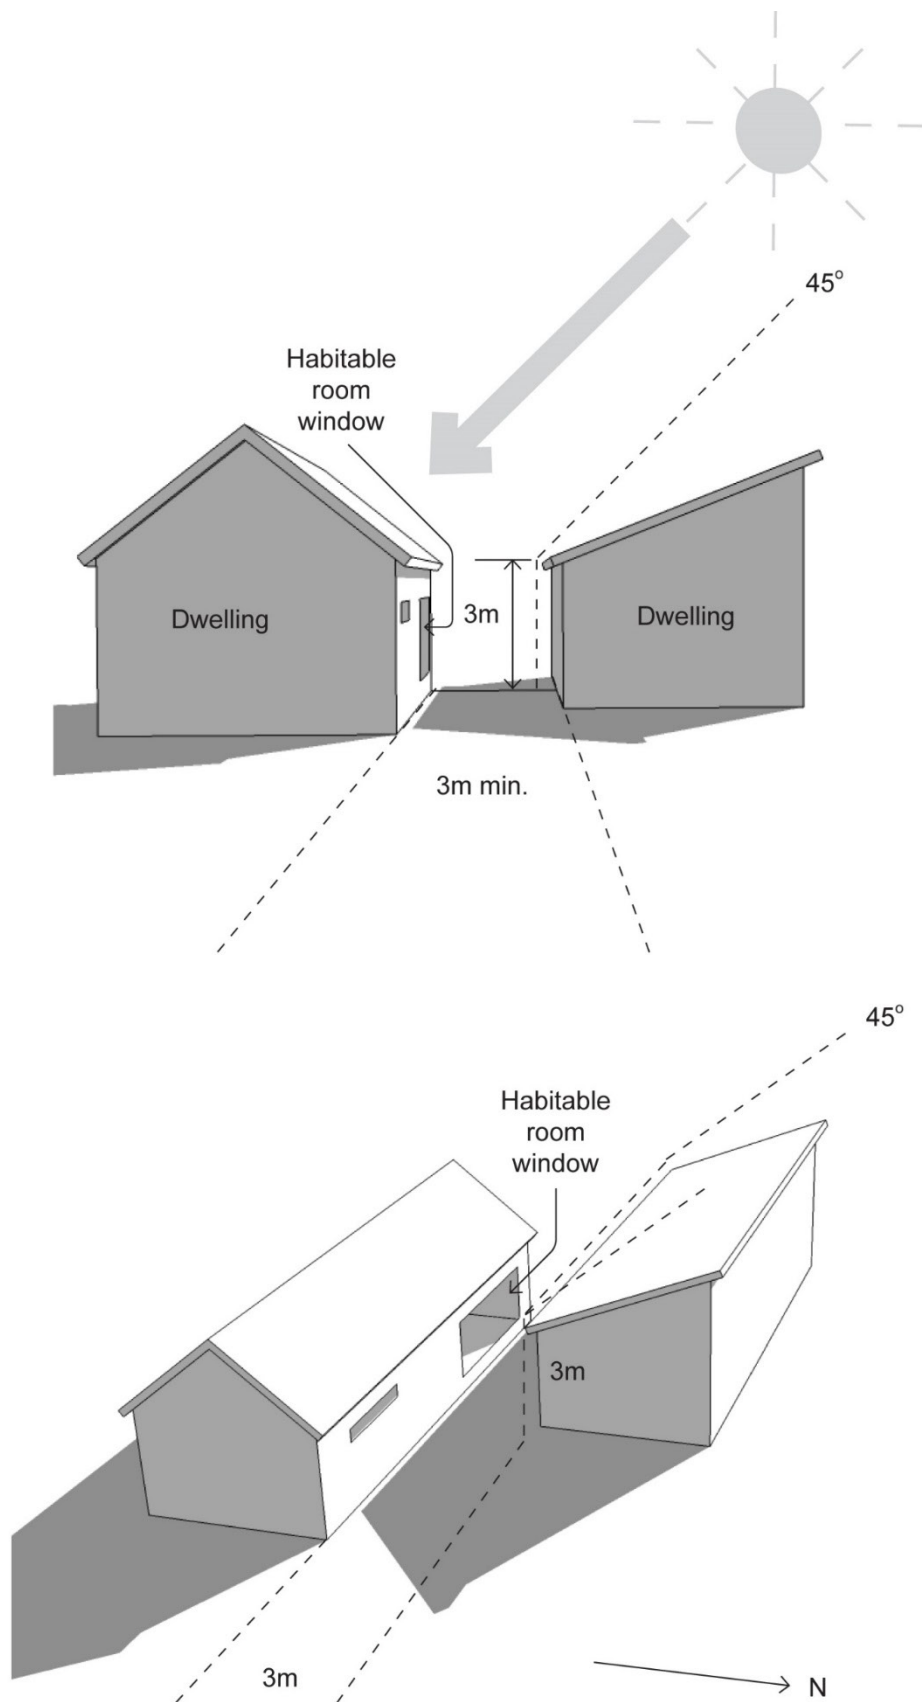 45°
Habitable
room
window
Dwelling
3m
Dwelling
3m min.
45°
Habitable
room
window
3m
3m
N